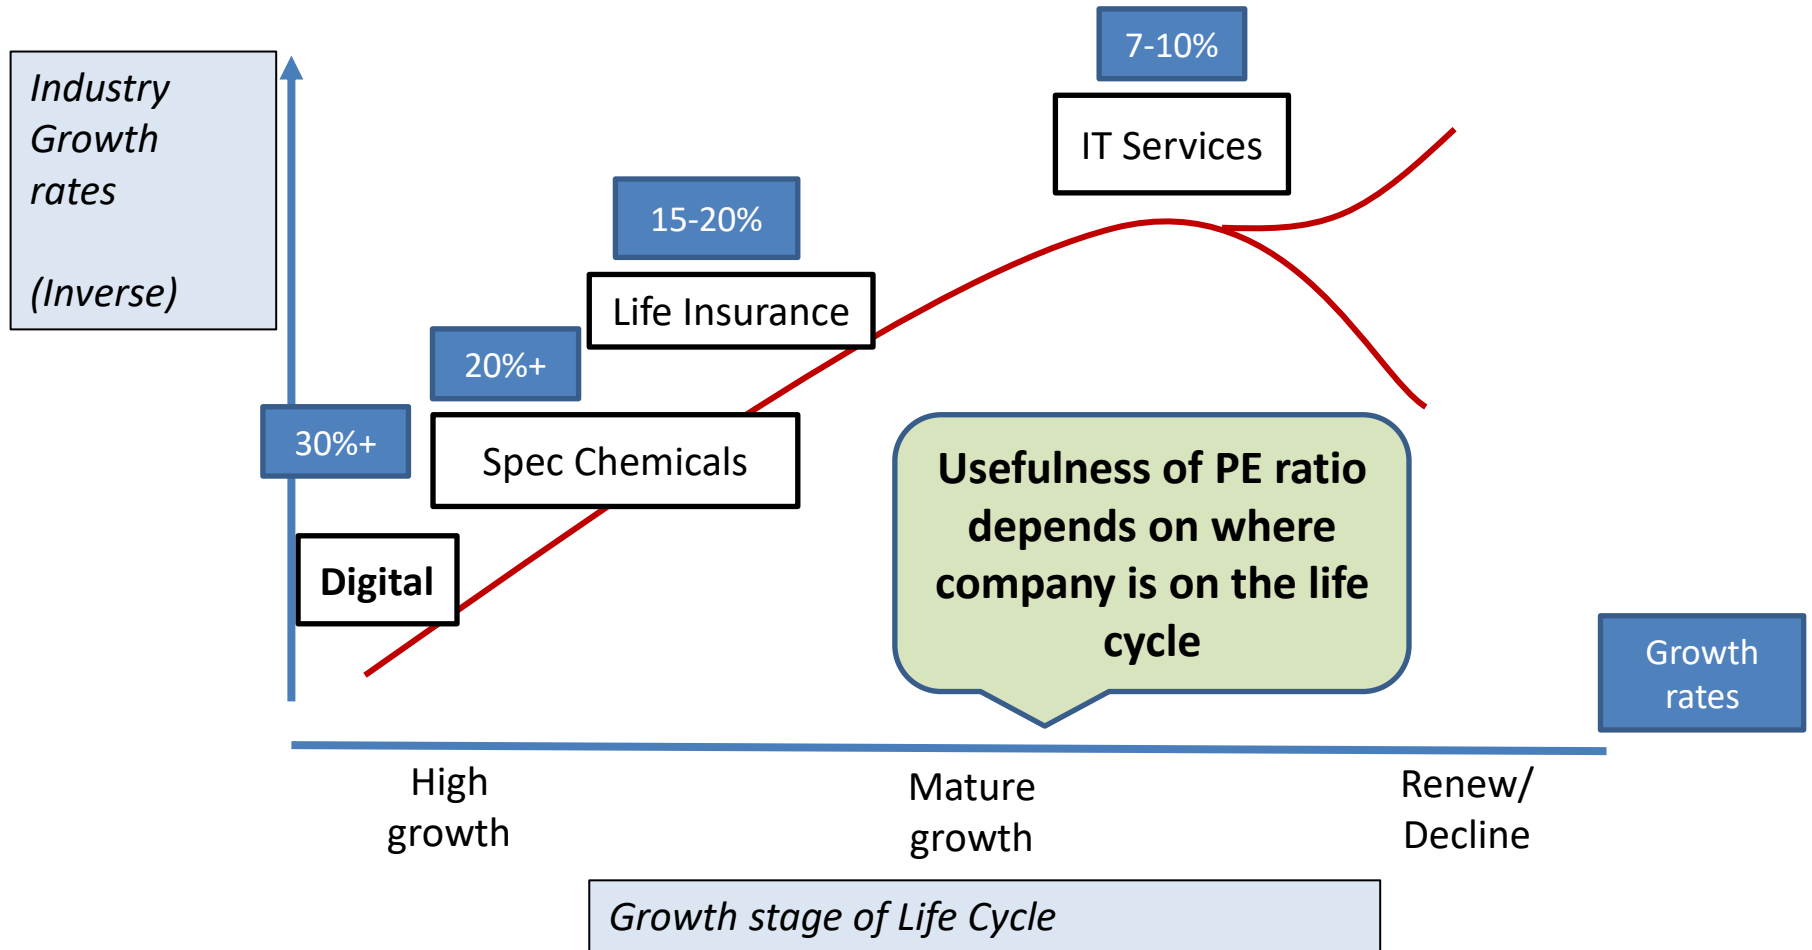 Industry
Growth
rates
(Inverse)
7-10%
IT Services
15-20%
Life Insurance
20%+
Spec Chemicals
30%+
Digital
Usefulness of PE ratio
depends on where
company is on the life
cycle
Growth
rates
High
growth
Mature
growth
Renew/
Decline
Growth stage of Life Cycle